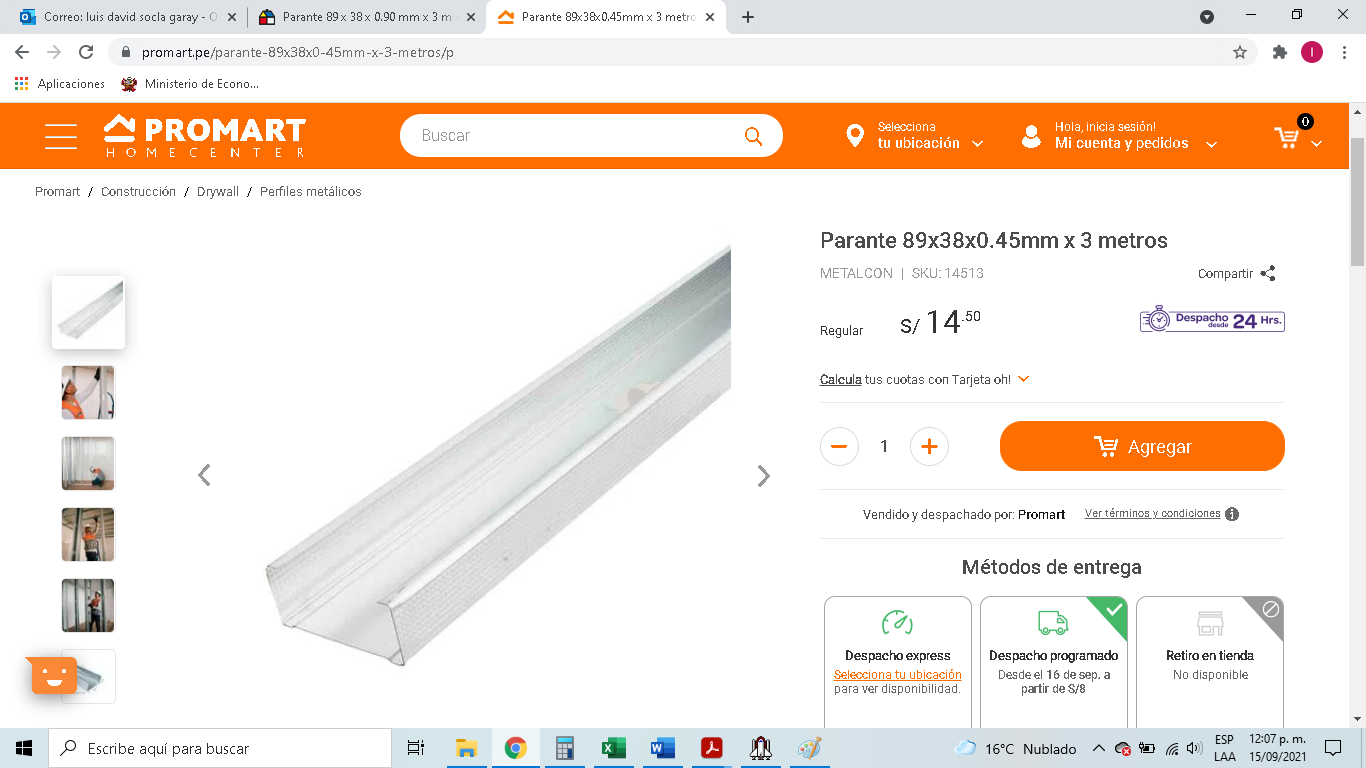 Correo: luis david socla garay - O
Parante 89 x 38 x 0.90 mm x 3 m -
Parante 89x38x0.45mm x 3 metro
promart.pe/parante-89x38x0-45mm-x-3-metros/p
I
Aplicaciones
Ministerio de Econo...
PROMART
HOMECENTER
Buscar
Selecciona
tu ubicación
Hola, inicia sesión!
Mi cuenta y pedidos
0
Promart / Construcción / Drywall / Perfiles metálicos
Parante 89x38x0.45mm x 3 metros
METALCON | SKU: 14513
Compartir
Regular
S/ 14.50
Despacho
desde 24 Hrs.
Calcula tus cuotas con Tarjeta oh!
1
Agregar
Vendido y despachado por: Promart
Ver términos y condiciones
Métodos de entrega
Despacho express
Selecciona tu ubicación
para ver disponibilidad.
Despacho programado
Desde el 16 de sep. a
partir de S/8
Retiro en tienda
No disponible
Escribe aquí para buscar
16°C Nublado
ESP
LAA
12:07 p. m.
15/09/2021